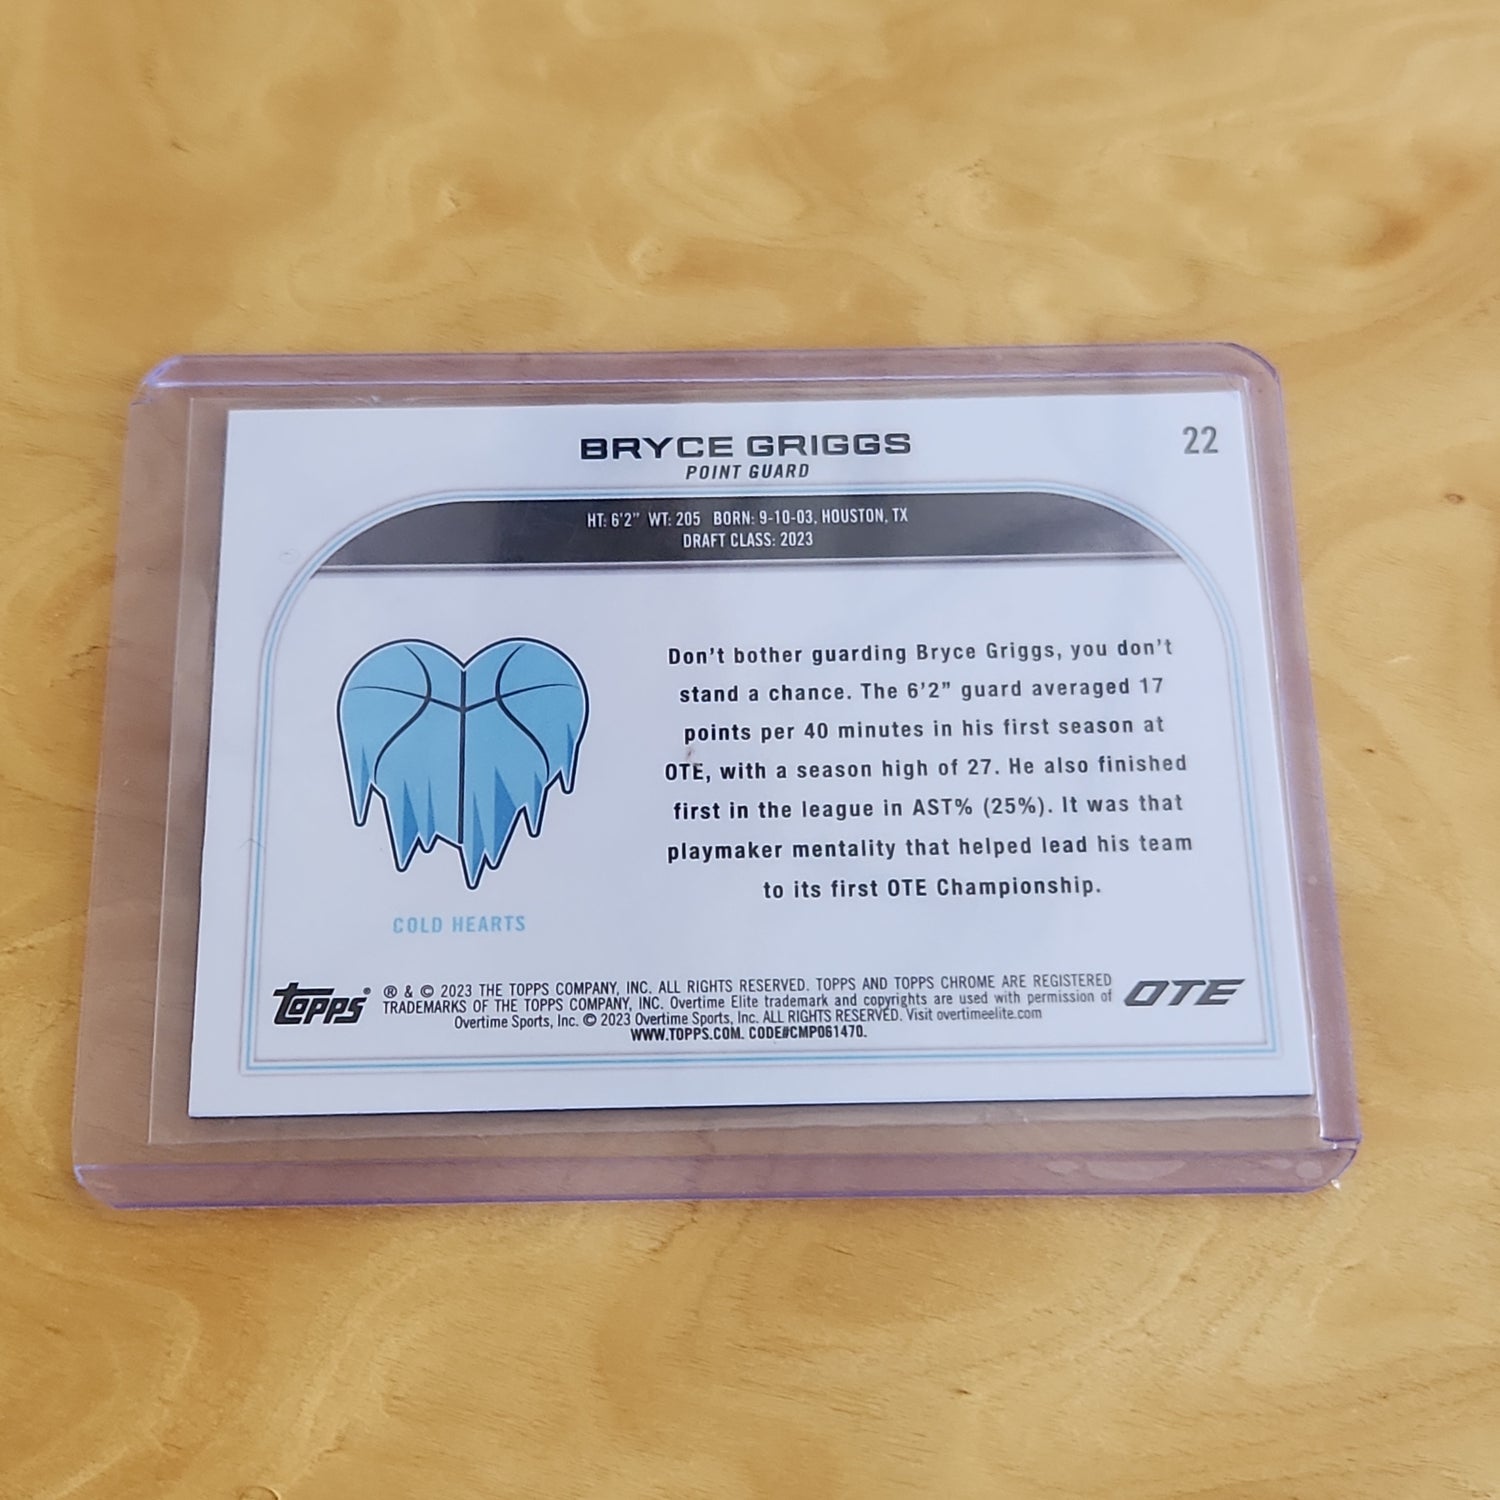 BRYCE GRIGGS
22
POINT GUARD
HT: 6'2" WT: 205 BORN: 9-10-03, HOUSTON, TX
DRAFT CLASS: 2023
Don't bother guarding Bryce Griggs, you don't
stand a chance. The 6'2" guard averaged 17
points per 40 minutes in his first season at
OTE, with a season high of 27. He also finished
first in the league in AST% (25%). It was that
playmaker mentality that helped lead his team
to its first OTE Championship.
COLD HEARTS
Topps®
® & © 2023 THE TOPPS COMPANY, INC. ALL RIGHTS RESERVED. TOPPS AND TOPPS CHROME ARE REGISTERED
TRADEMARKS OF THE TOPPS COMPANY, INC. Overtime Elite trademark and copyrights are used with permission of
Overtime Sports, Inc. © 2023 Overtime Sports, Inc. ALL RIGHTS RESERVED. Visit overtimeelite.com
WWW.TOPPS.COM. CODE#CMP061470.
OTE